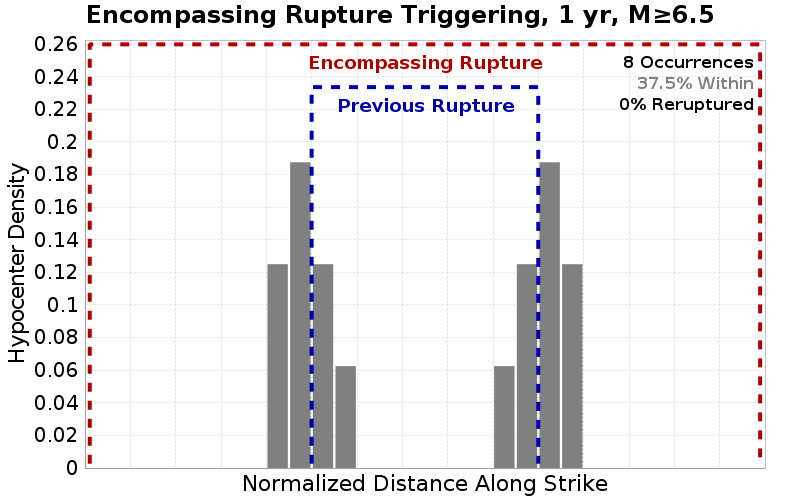 Encompassing Rupture Triggering, 1 yr, M≥6.5
0.26
0.24
0.22
0.2
0.18
0.16
0.14
0.12
0.1
0.08
0.06
0.04
0.02
0
Hypocenter Density
Encompassing Rupture
Previous Rupture
8 Occurrences
37.5% Within
0% Reruptured
Normalized Distance Along Strike